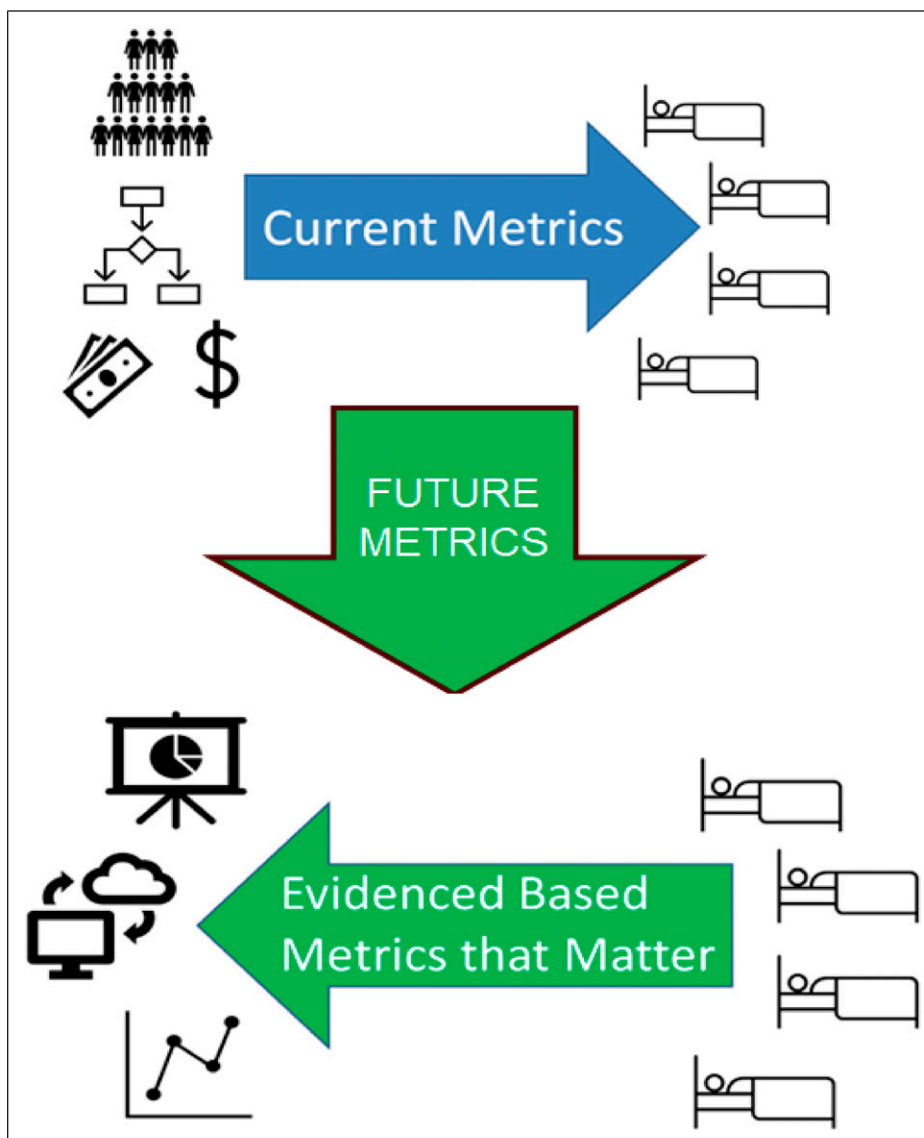 Current Metrics
$
FUTURE
METRICS
Evidenced Based
Metrics that Matter